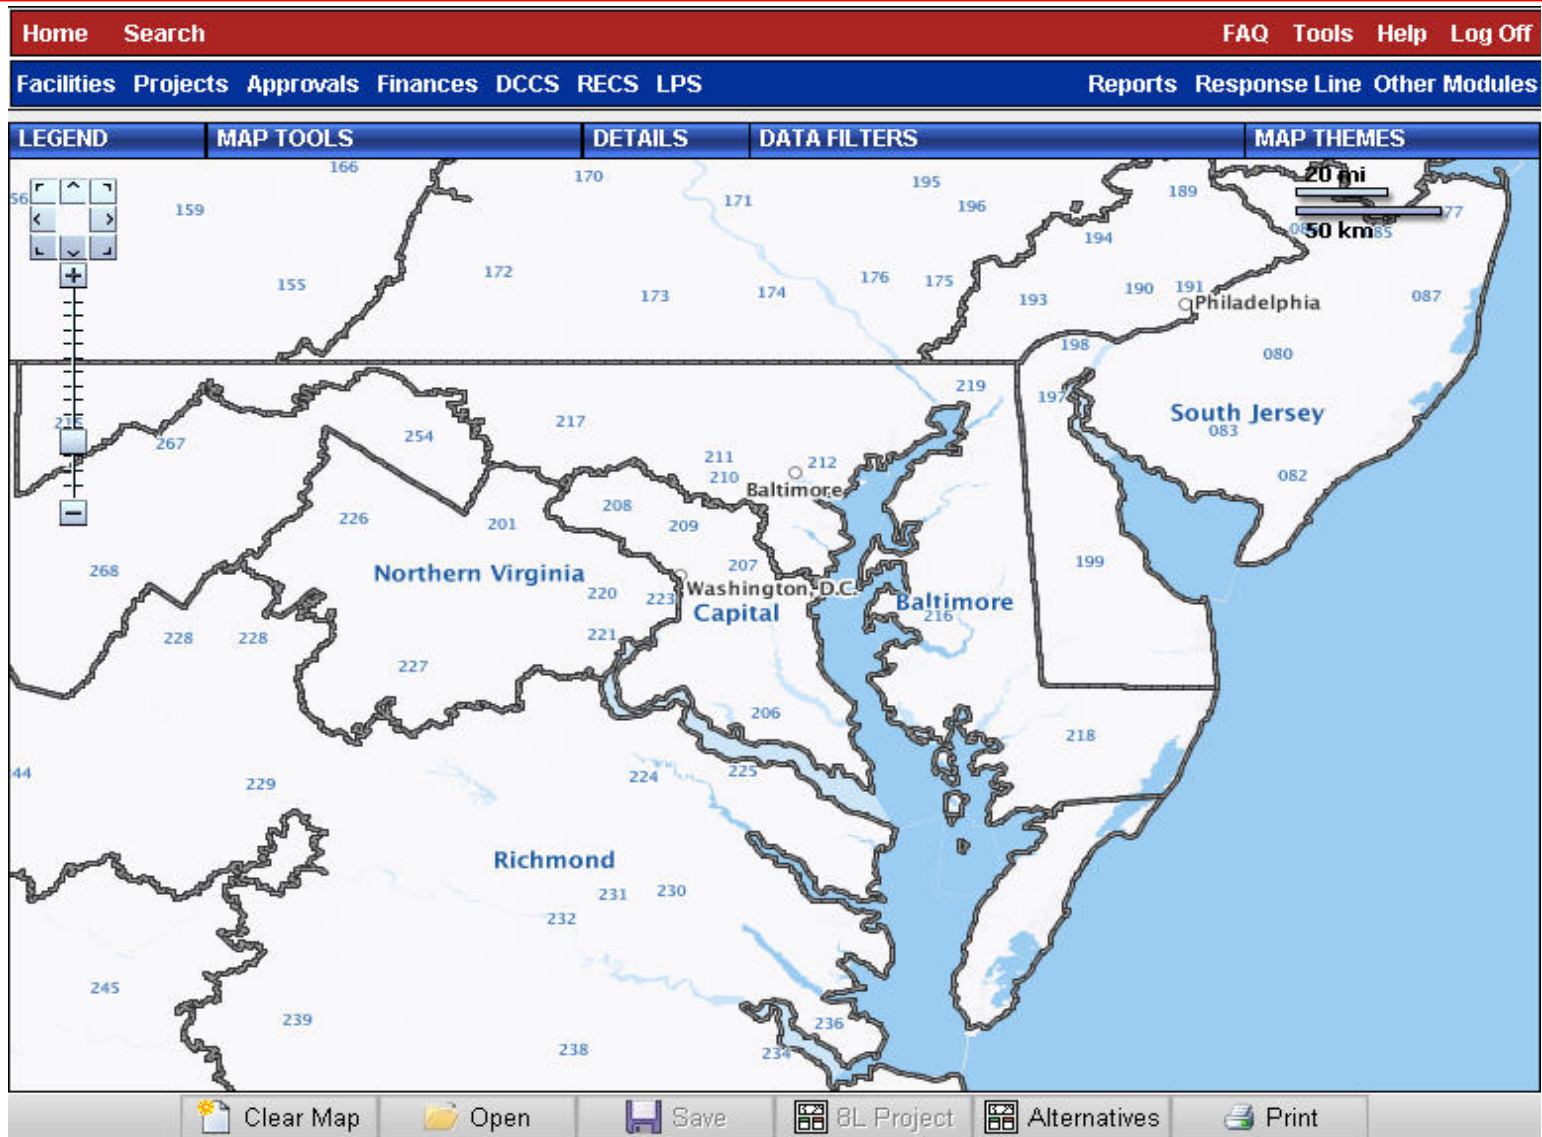 Home Search FAQ Tools Help Log Off
Facilities Projects Approvals Finances DCCS RECS LPS Reports Response Line Other Modules
LEGEND MAP TOOLS DETAILS DATA FILTERS MAP THEMES
166 170 195 189 20 mi
159 171 196 77
194 50 km 85
155 172 173 174 176 175 193 190 191 087
Philadelphia
198 080
219 197
217 South Jersey
267 254 083
211 212
210 Baltimore 082
226 201 208 209
268 Northern Virginia 207 199
220 223 Washington, D.C.
Capital Baltimore
216
228 228 221
227
206
218
44 229 224 225
Richmond
231 230
232
245
239 236
238 234
Clear Map Open Save 8L Project Alternatives Print